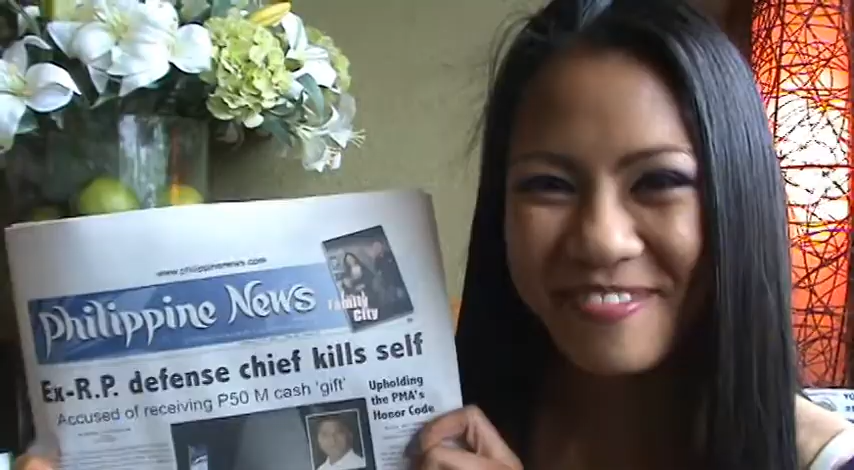 www.philippinenews.com
Philippine News
Family
City
Ex-R.P. defense chief kills self
Accused of receiving P50 M cash 'gift'
Upholding
the PMA's
Honor Code